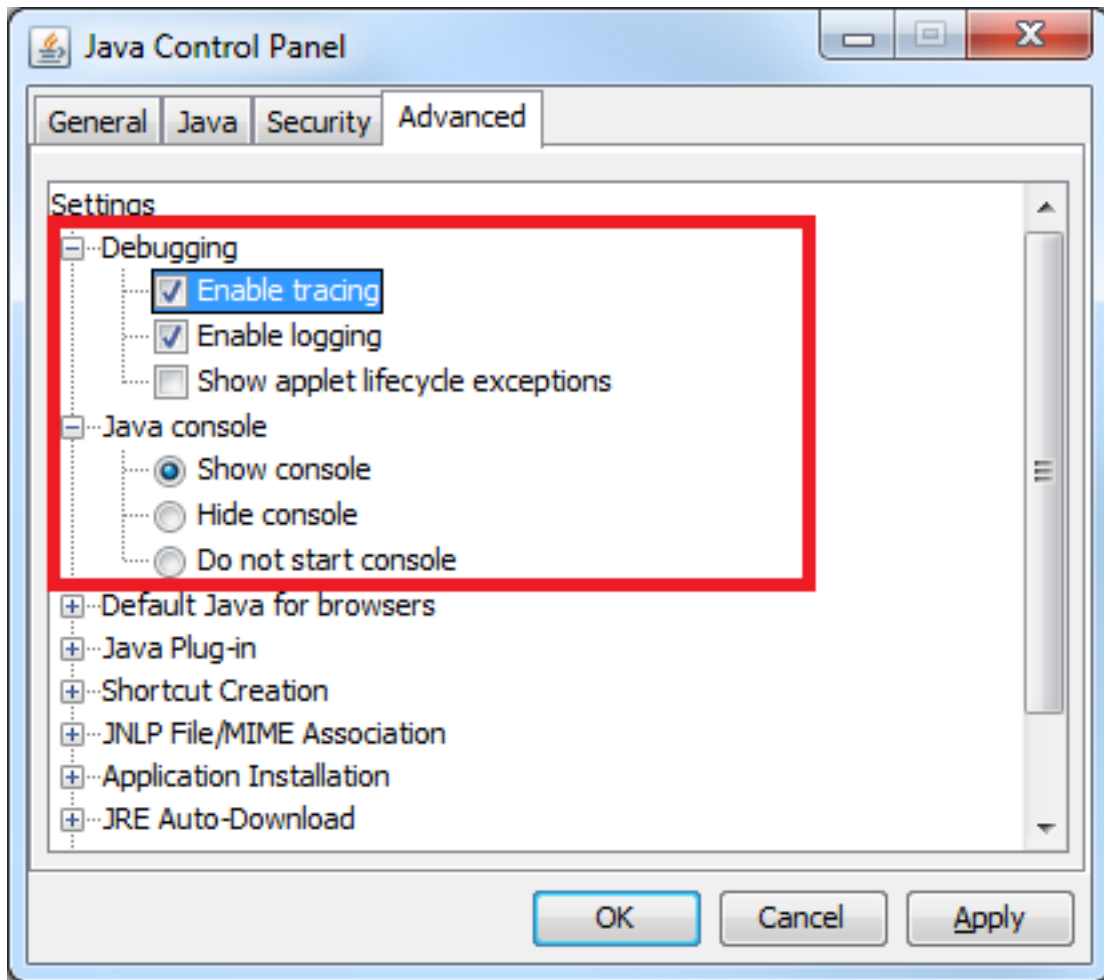 Java Control Panel
General Java Security Advanced
Settings
Debugging
Enable tracing
Enable logging
Show applet lifecycle exceptions
Java console
Show console
Hide console
Do not start console
Default Java for browsers
Java Plug-in
Shortcut Creation
JNLP File/MIME Association
Application Installation
JRE Auto-Download
OK Cancel Apply